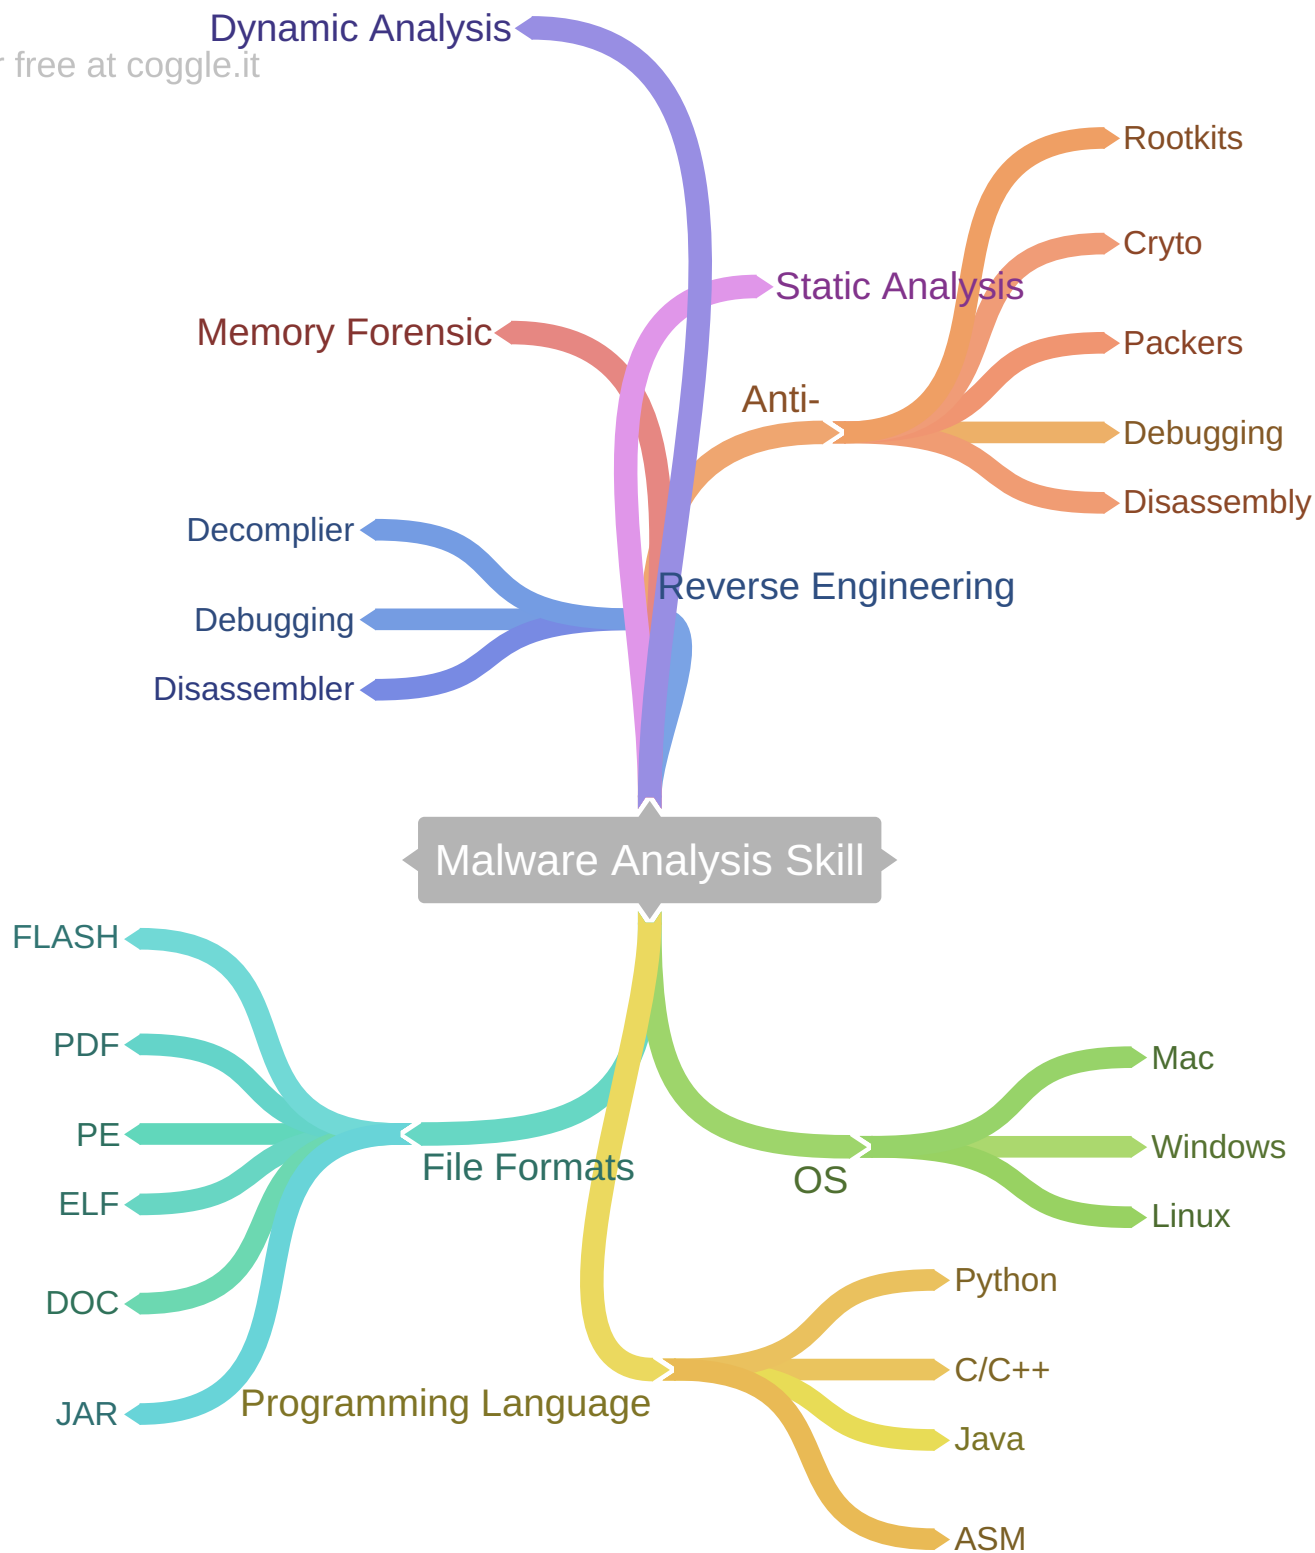 Dynamic Analysis
free at coggle.it
Rootkits
Cryto
Static Analysis
Memory Forensic
Packers
Anti-
Debugging
Disassembly
Decomplier
Reverse Engineering
Debugging
Disassembler
Malware Analysis Skill
FLASH
PDF
Mac
PE
Windows
File Formats
OS
ELF
Linux
Python
DOC
C/C++
Programming Language
JAR
Java
ASM